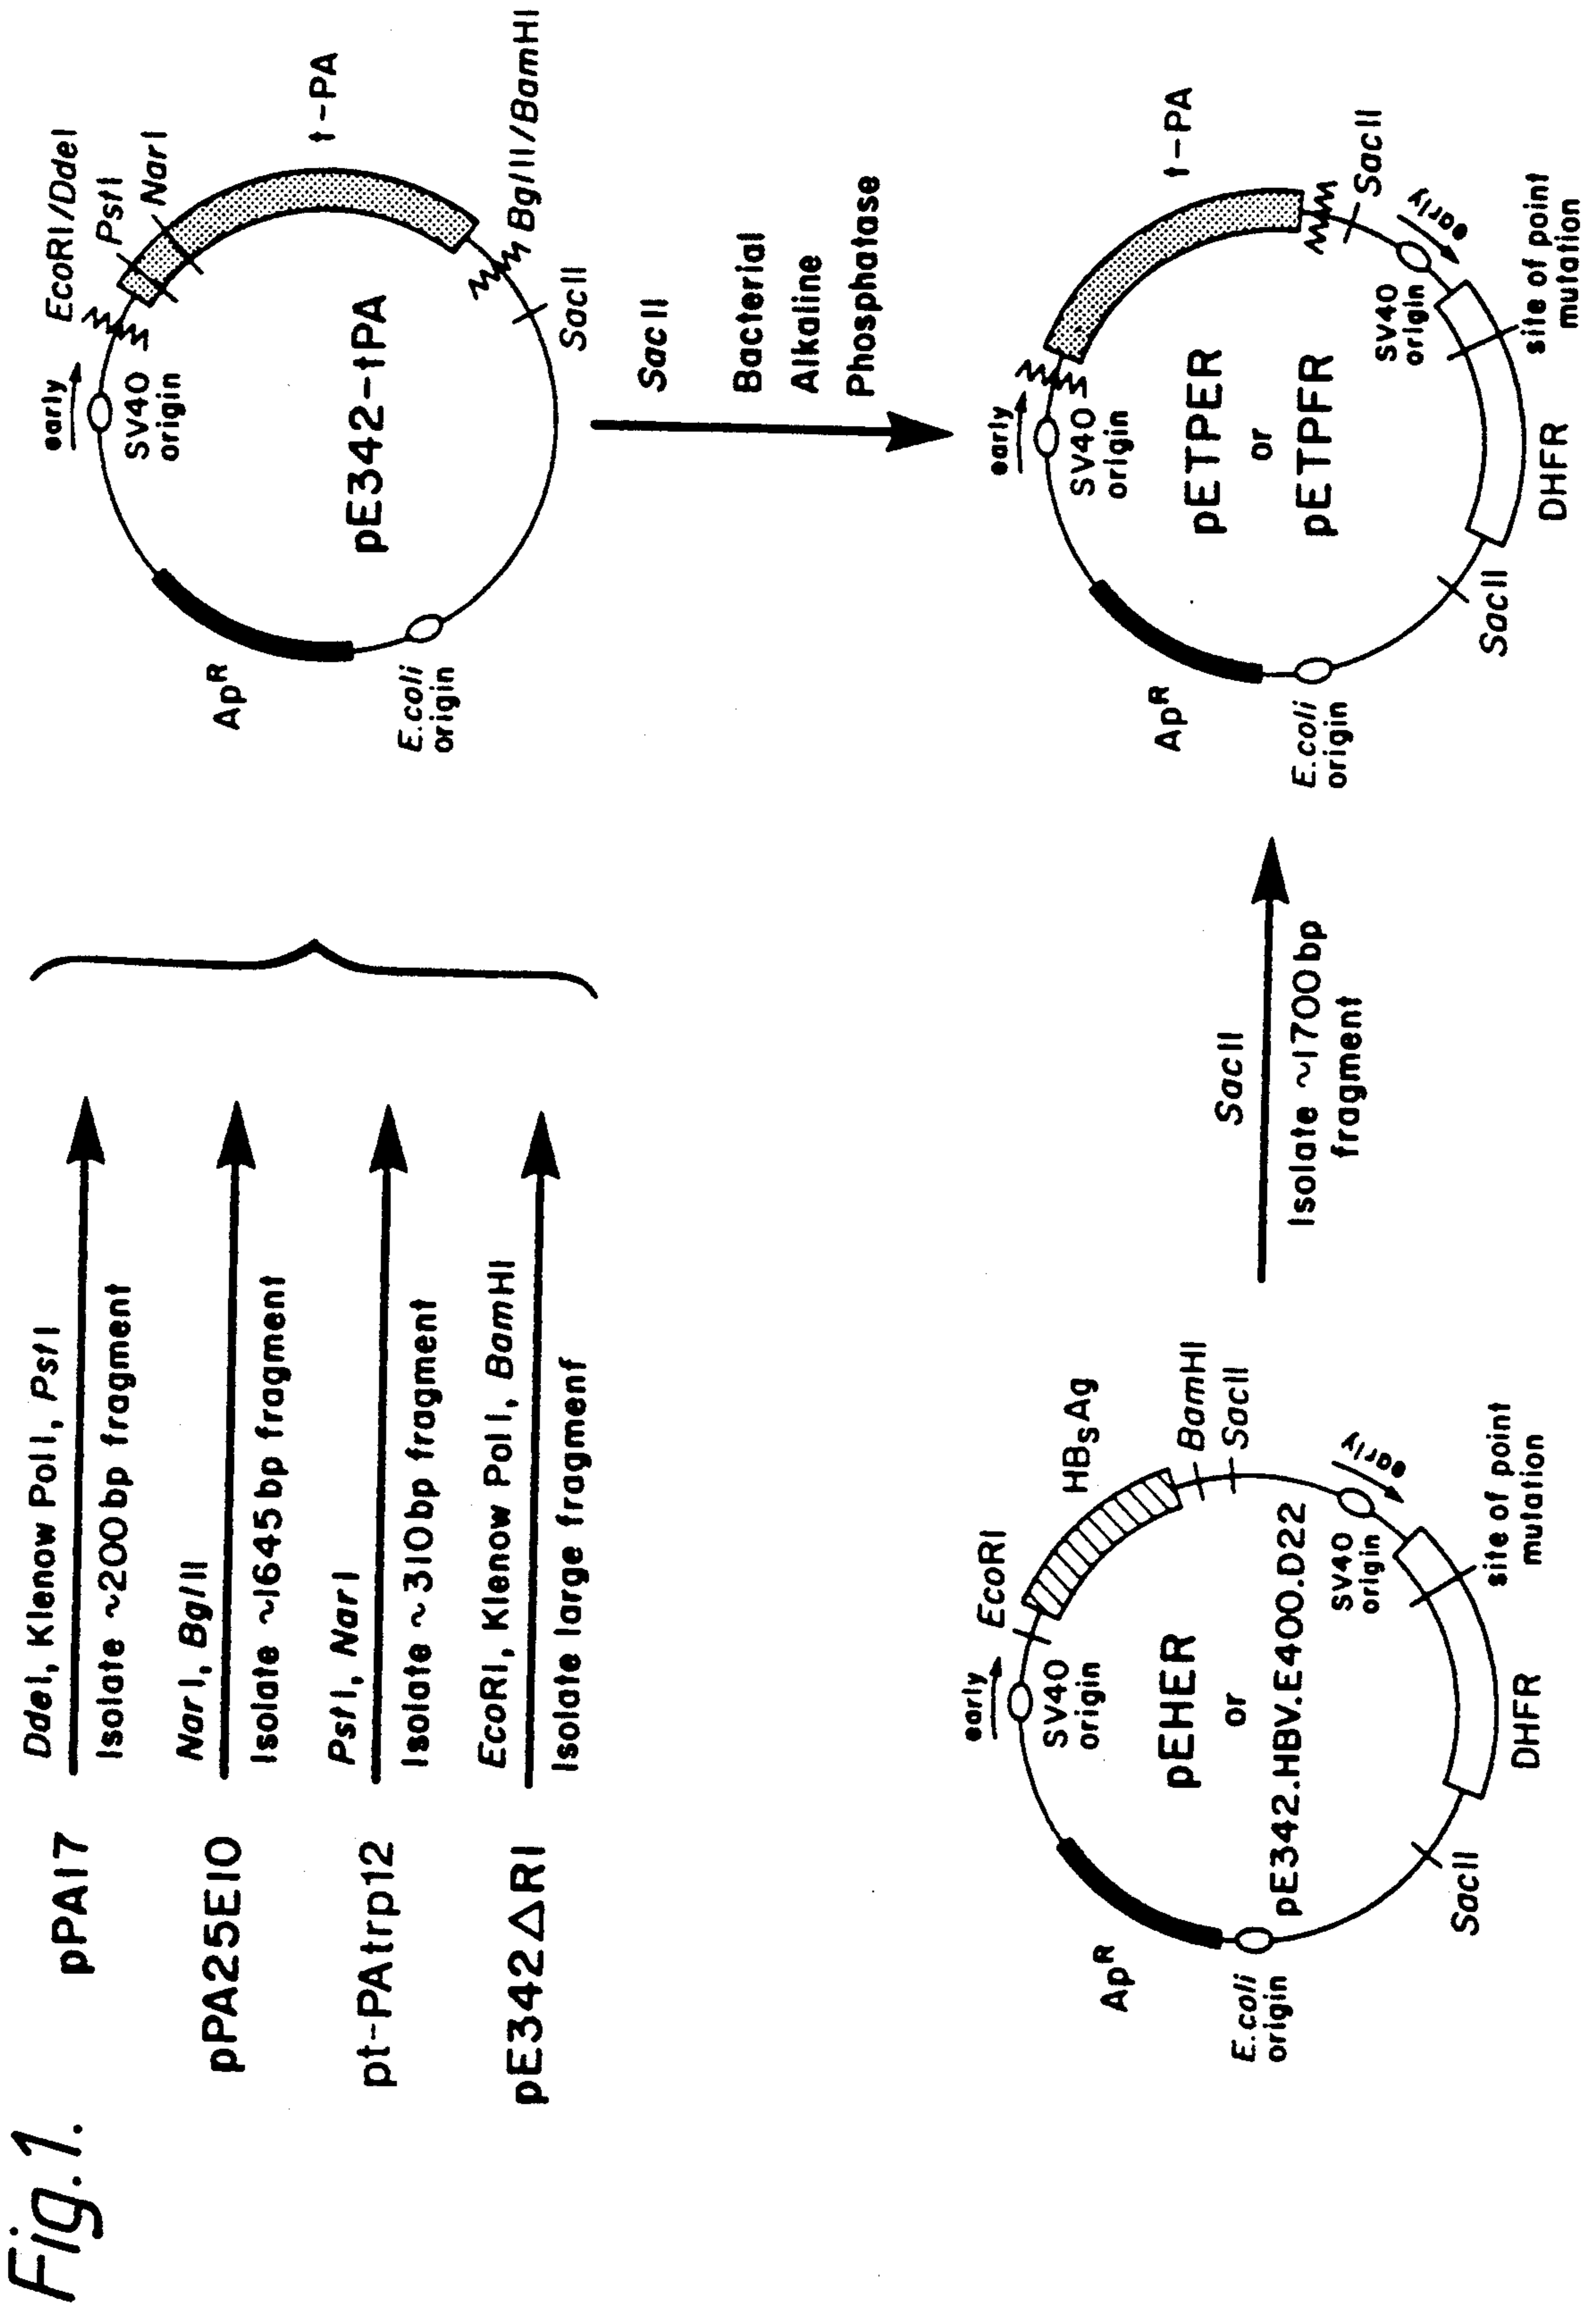 Fig.1.
pPA17
DdeI, Klenow PolI, PstI
Isolate ~200bp fragment
pPA25E10
NarI, BglII
Isolate ~1645bp fragment
pt-PAtrp12
PstI, NarI
Isolate ~310bp fragment
pE342ΔR1
EcoRI, Klenow PolI, BamHI
Isolate large fragment
early
SV40
origin
EcoRI/DdeI
PstI
NarI
t-PA
BglII/BamHI
SacII
pE342-tPA
ApR
E.coli
origin
SacII
Bacterial
Alkaline
Phosphatase
early
SV40
origin
EcoRI
HBsAg
BamHI
SacII
early
SV40
origin
site of point
mutation
DHFR
SacII
E.coli
origin
ApR
pEHER
or
pE342.HBV.E400.D22
SacII
Isolate ~1700bp
fragment
early
SV40
origin
t-PA
SacII
early
SV40
origin
site of point
mutation
DHFR
SacII
E.coli
origin
ApR
pETPER
or
pETPFR